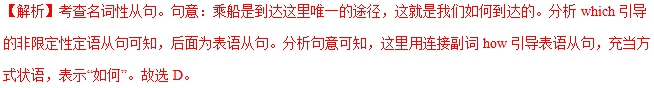 【解析】考查名词性从句。句意：乘船是到达这里唯一的途径，这就是我们如何到达的。分析 which 引导
的非限定性定语从句可知，后面为表语从句。分析句意可知，这里用连接副词 how 引导表语从句，充当方
式状语，表示“如何”。故选 D。